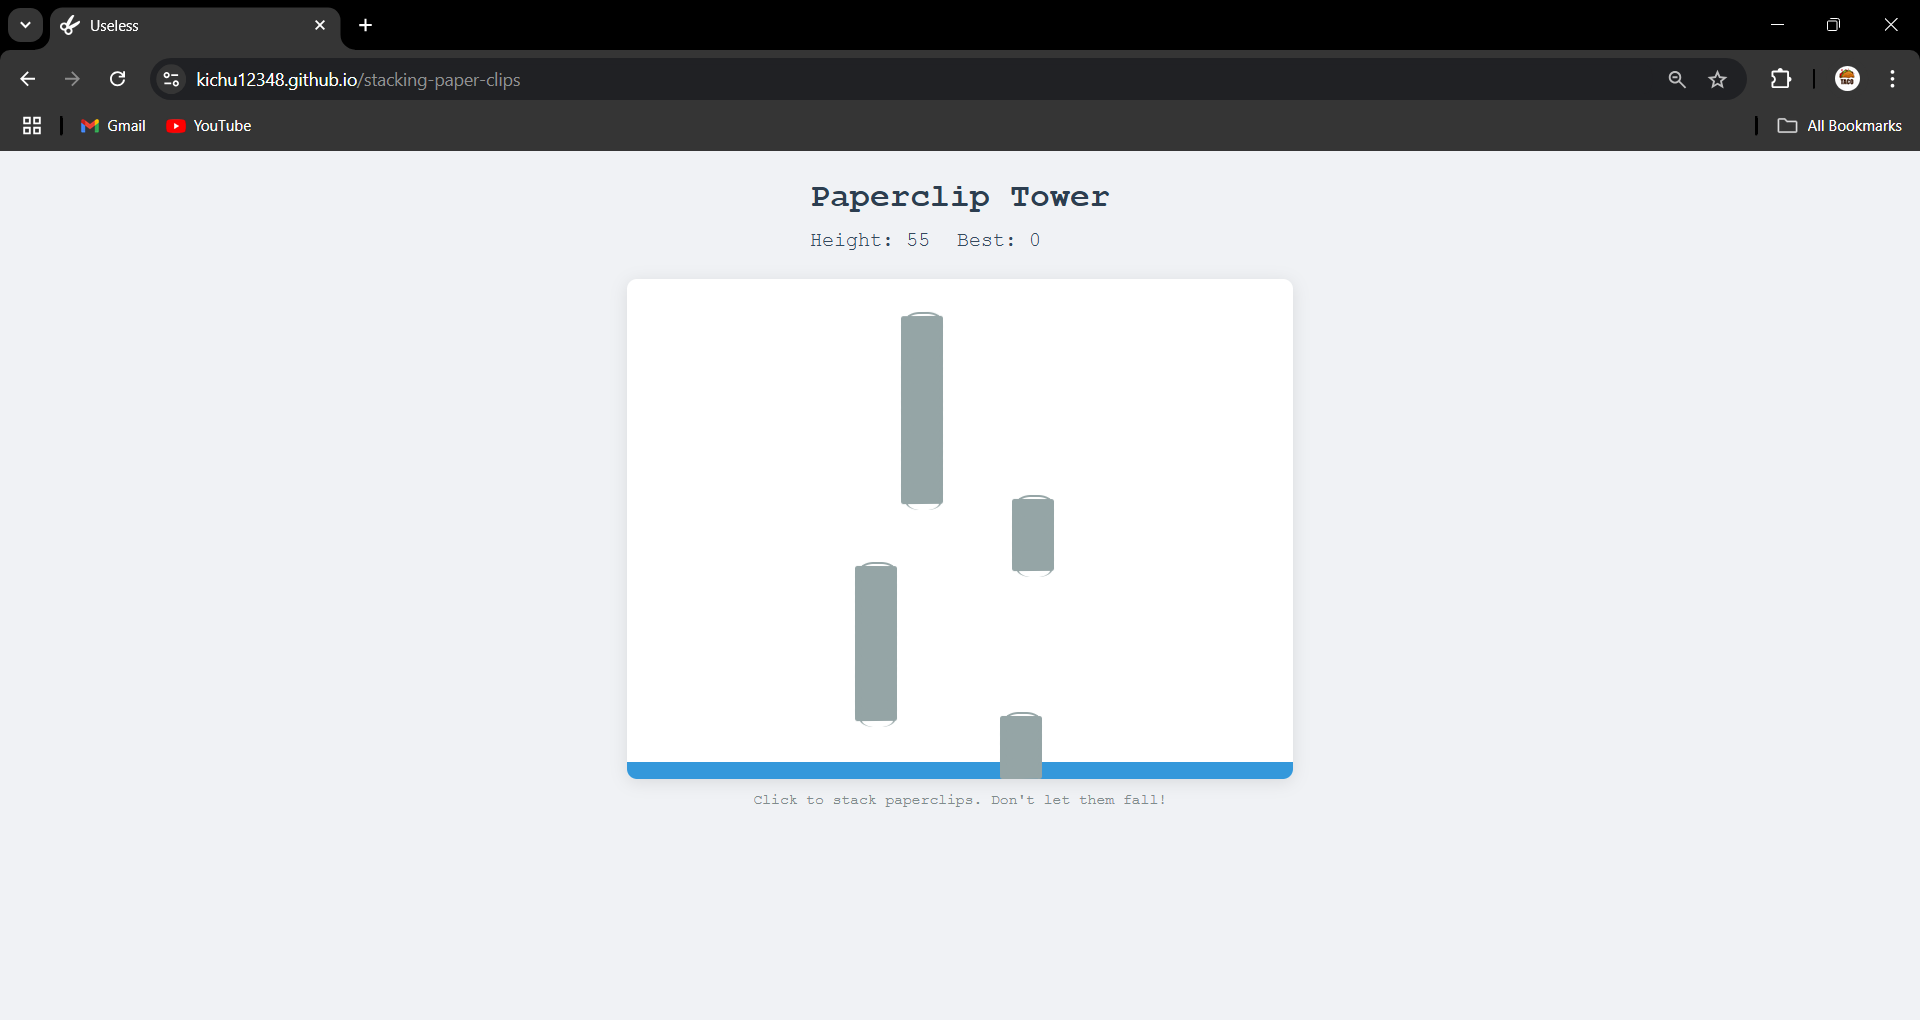 Useless
kichu12348.github.io/stacking-paper-clips
TACO
Gmail YouTube All Bookmarks
Paperclip Tower
Height: 55 Best: 0
Click to stack paperclips. Don't let them fall!